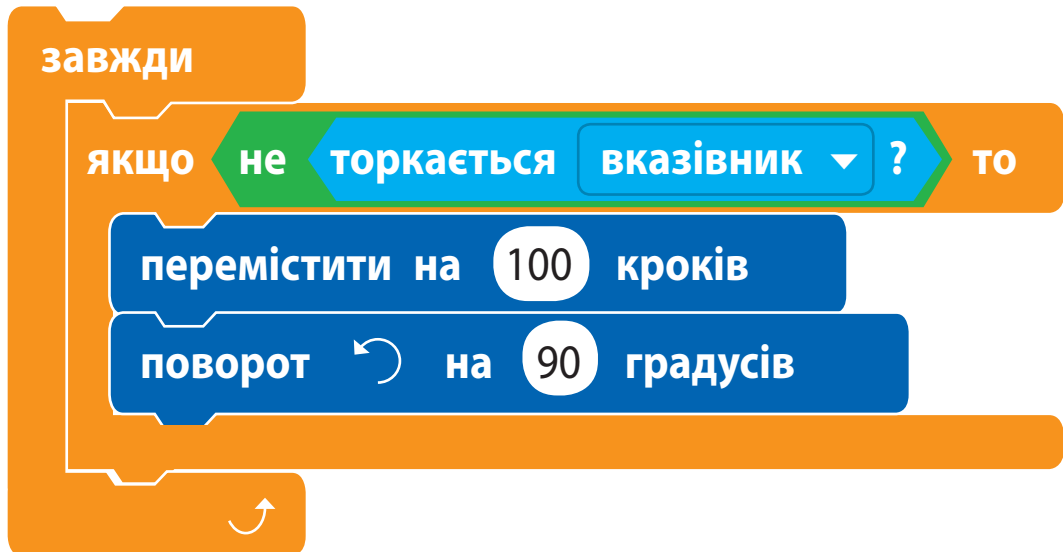 завжди
якщо не торкається вказівник ? то
перемістити на 100 кроків
поворот на 90 градусів